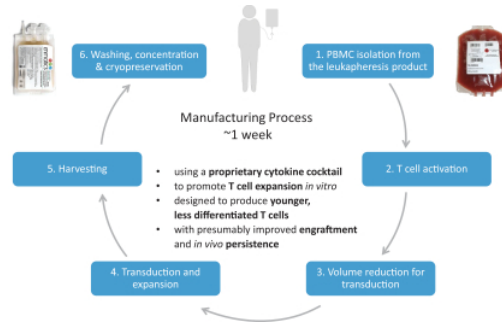 6. Washing, concentration
& cryopreservation
1. PBMC isolation from
the leukapheresis product
Manufacturing Process
~1 week
5. Harvesting
2. T cell activation
• using a proprietary cytokine cocktail
• to promote T cell expansion in vitro
• designed to produce younger,
less differentiated T cells
• with presumably improved engraftment
and in vivo persistence
4. Transduction and
expansion
3. Volume reduction for
transduction